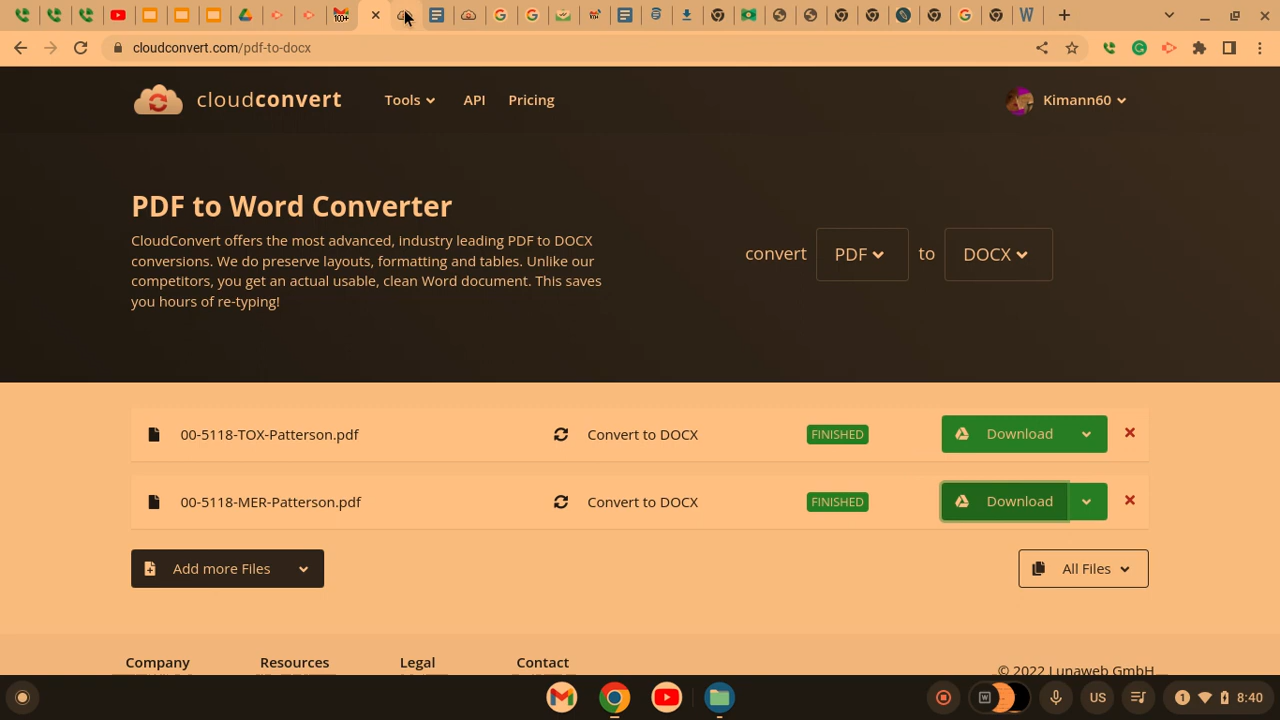 100+
cloudconvert.com/pdf-to-docx
cloudconvert
Tools
API
Pricing
Kimann60
PDF to Word Converter
CloudConvert offers the most advanced, industry leading PDF to DOCX
conversions. We do preserve layouts, formatting and tables. Unlike our
competitors, you get an actual usable, clean Word document. This saves
you hours of re-typing!
convert PDF to DOCX
00-5118-TOX-Patterson.pdf Convert to DOCX FINISHED Download
00-5118-MER-Patterson.pdf Convert to DOCX FINISHED Download
Add more Files
All Files
Company Resources Legal Contact
© 2022 Lunaweb GmbH
US
1
8:40